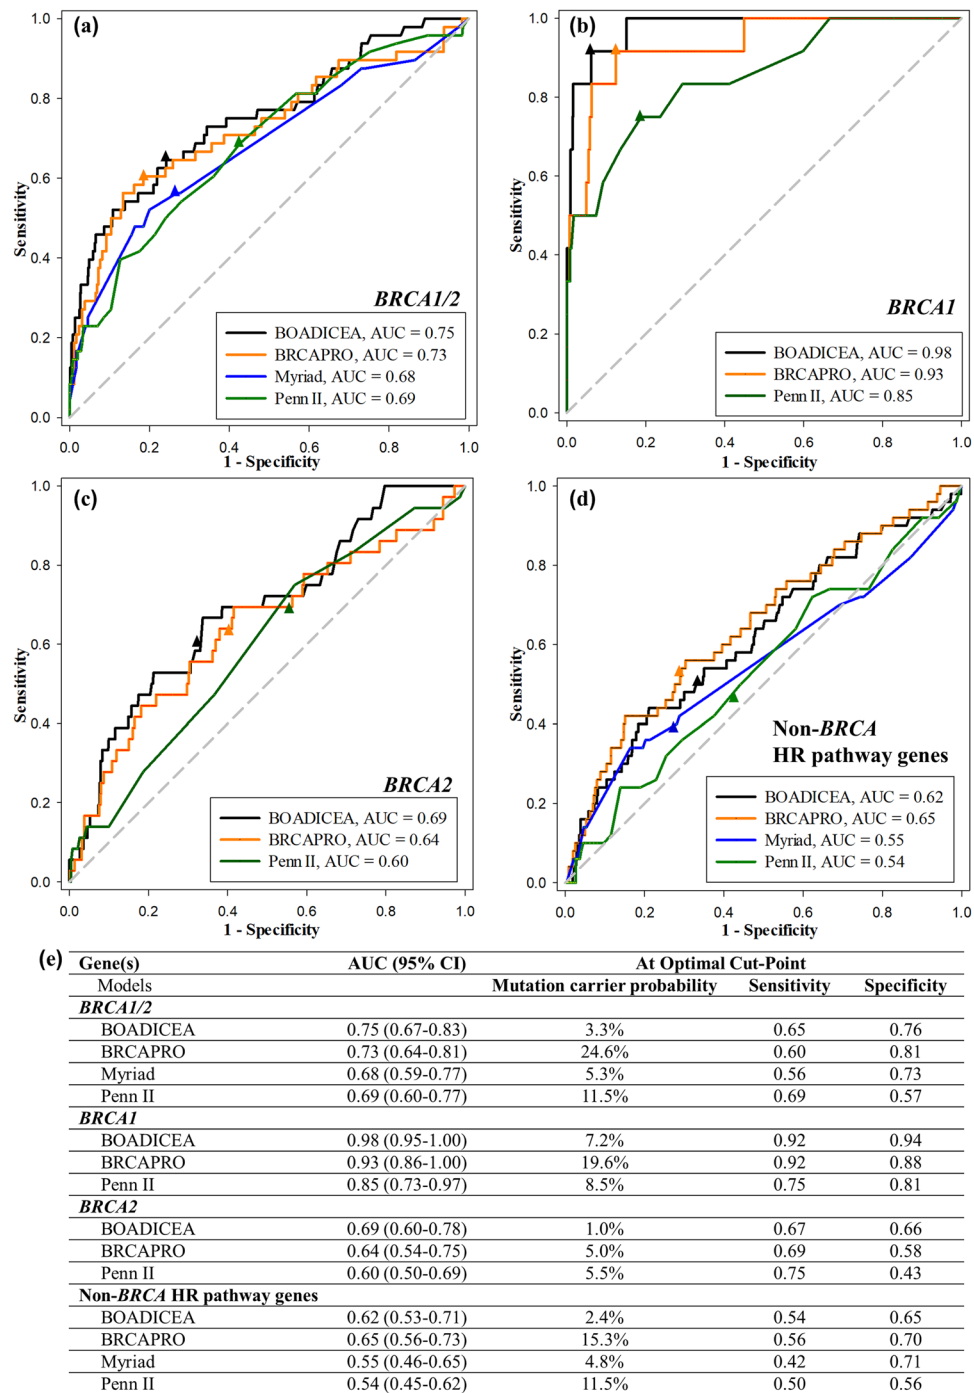 (a)
1.0
0.8
0.6
0.4
0.2
0.0
Sensitivity
BRCA1/2
BOADICEA, AUC = 0.75
BRCAPRO, AUC = 0.73
Myriad, AUC = 0.68
Penn II, AUC = 0.69
0.0 0.2 0.4 0.6 0.8 1.0
1 - Specificity
(b)
1.0
0.8
0.6
0.4
0.2
0.0
Sensitivity
BRCA1
BOADICEA, AUC = 0.98
BRCAPRO, AUC = 0.93
Penn II, AUC = 0.85
0.0 0.2 0.4 0.6 0.8 1.0
1 - Specificity
(c)
1.0
0.8
0.6
0.4
0.2
0.0
Sensitivity
BRCA2
BOADICEA, AUC = 0.69
BRCAPRO, AUC = 0.64
Penn II, AUC = 0.60
0.0 0.2 0.4 0.6 0.8 1.0
1 - Specificity
(d)
1.0
0.8
0.6
0.4
0.2
0.0
Sensitivity
Non-BRCA
HR pathway genes
BOADICEA, AUC = 0.62
BRCAPRO, AUC = 0.65
Myriad, AUC = 0.55
Penn II, AUC = 0.54
0.0 0.2 0.4 0.6 0.8 1.0
1 - Specificity
(e) Gene(s) AUC (95% CI) At Optimal Cut-Point
Models Mutation carrier probability Sensitivity Specificity
BRCA1/2
BOADICEA 0.75 (0.67-0.83) 3.3% 0.65 0.76
BRCAPRO 0.73 (0.64-0.81) 24.6% 0.60 0.81
Myriad 0.68 (0.59-0.77) 5.3% 0.56 0.73
Penn II 0.69 (0.60-0.77) 11.5% 0.69 0.57
BRCA1
BOADICEA 0.98 (0.95-1.00) 7.2% 0.92 0.94
BRCAPRO 0.93 (0.86-1.00) 19.6% 0.92 0.88
Penn II 0.85 (0.73-0.97) 8.5% 0.75 0.81
BRCA2
BOADICEA 0.69 (0.60-0.78) 1.0% 0.67 0.66
BRCAPRO 0.64 (0.54-0.75) 5.0% 0.69 0.58
Penn II 0.60 (0.50-0.69) 5.5% 0.75 0.43
Non-BRCA HR pathway genes
BOADICEA 0.62 (0.53-0.71) 2.4% 0.54 0.65
BRCAPRO 0.65 (0.56-0.73) 15.3% 0.56 0.70
Myriad 0.55 (0.46-0.65) 4.8% 0.42 0.71
Penn II 0.54 (0.45-0.62) 11.5% 0.50 0.56